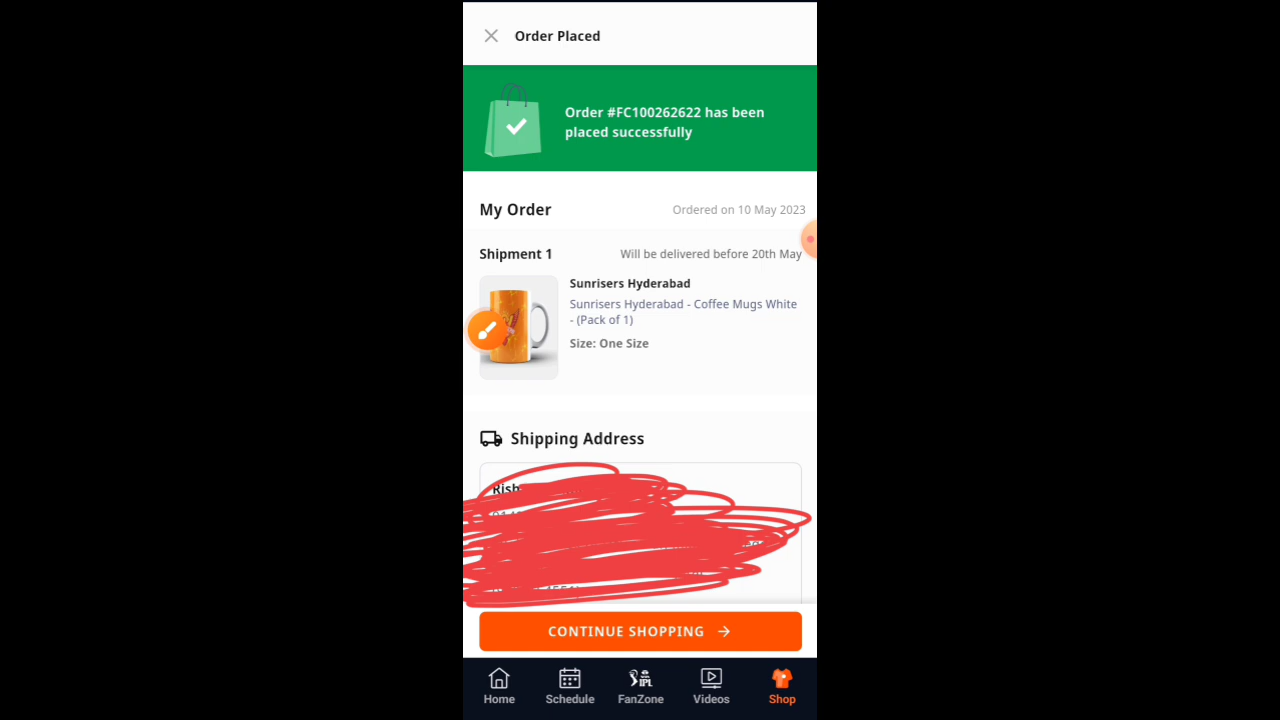 Order Placed
Order #FC100262622 has been
placed successfully
My Order
Ordered on 10 May 2023
Shipment 1
Will be delivered before 20th May
Sunrisers Hyderabad
Sunrisers Hyderabad - Coffee Mugs White
- (Pack of 1)
Size: One Size
Shipping Address
CONTINUE SHOPPING
IPL
Home
Schedule
FanZone
Videos
Shop